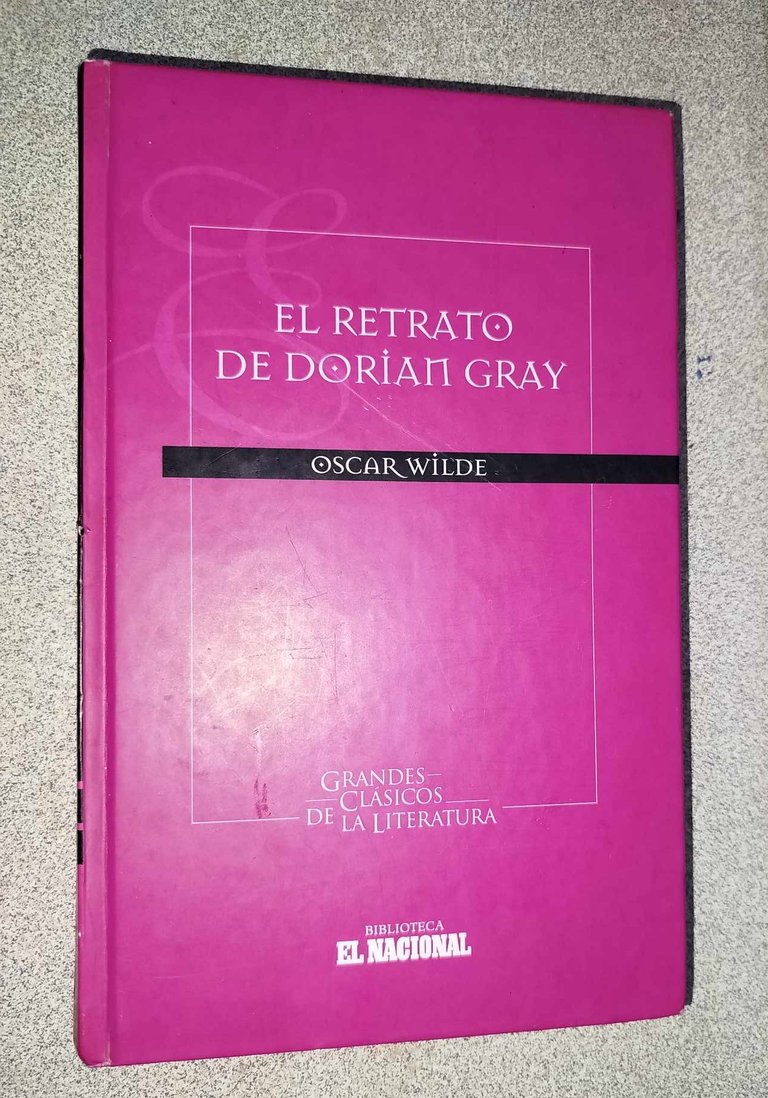 EL RETRATO
DE DORIAN GRAY
OSCAR WILDE
GRANDES
CLÁSICOS
DE LA LITERATURA
BIBLIOTECA
EL NACIONAL